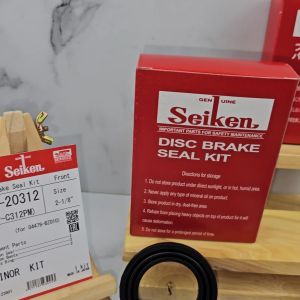 Seiken
Seal Kit Front
-20312 Size
-C312PM) 2-1/8"
(for 04479-
MINOR KIT
GENUINE
Seiken
IMPORTANT PARTS FOR SAFETY MAINTENANCE
DISC BRAKE
SEAL KIT
Directions for storage
1. Do not store product under direct sunlight, or in hot, humid area.
2. Never apply any type of mineral oil on product.
3. Store product in dry, dust-free area.
4. Refrain from placing heavy objects on top of product for it will
cause deformation.
5. Do not store for a prolonged period of time.